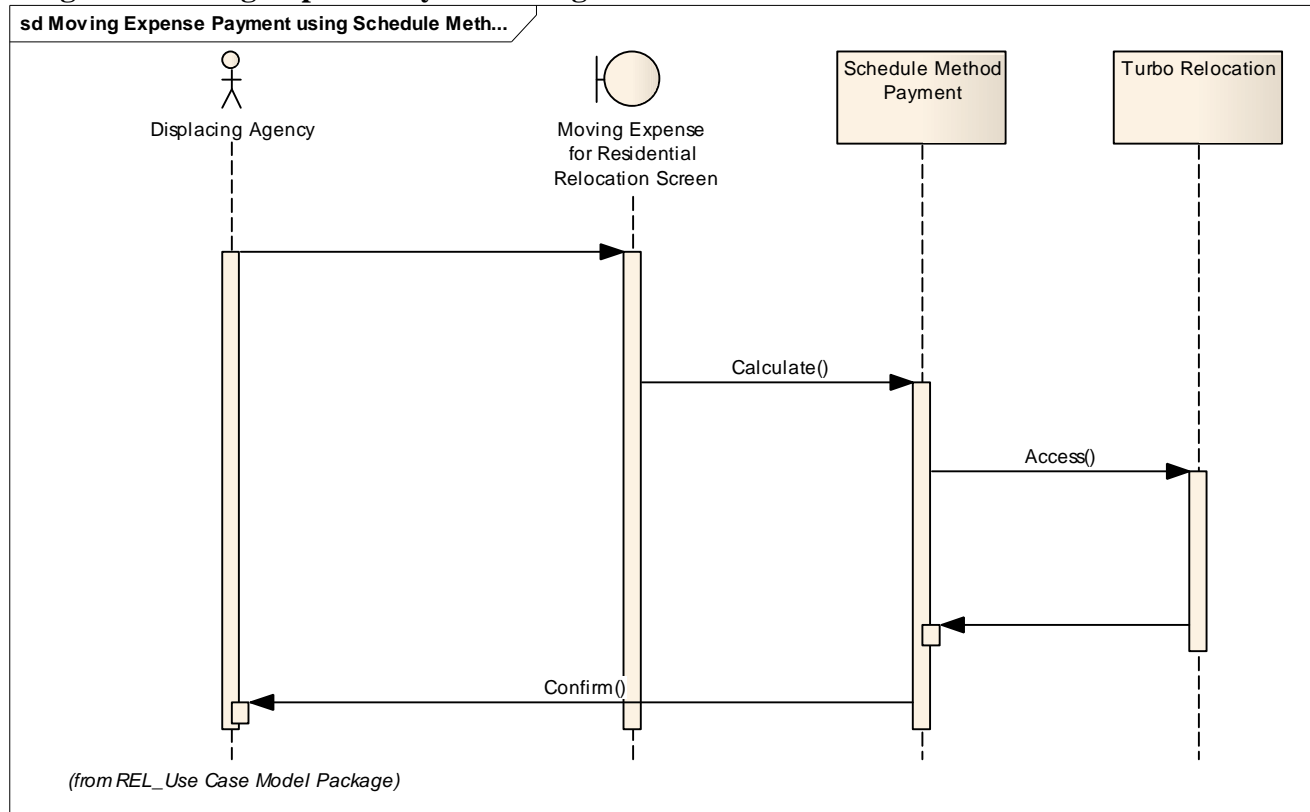 sd Moving Expense Payment using Schedule Meth...
Displacing Agency
Moving Expense
for Residential
Relocation Screen
Schedule Method
Payment
Turbo Relocation
Calculate()
Access()
Confirm()
(from REL_Use Case Model Package)